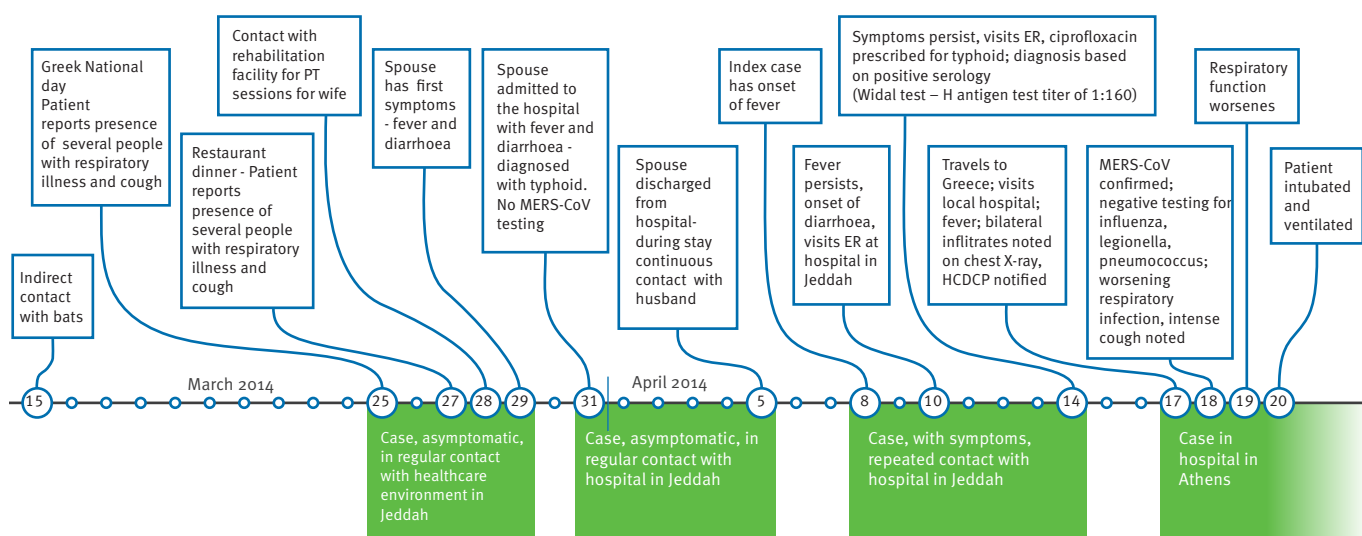 Indirect
contact
with bats
Greek National
day
Patient
reports presence
of several people
with respiratory
illness and cough
Restaurant
dinner - Patient
reports
presence of
several people
with respiratory
illness and
cough
Contact with
rehabilitation
facility for PT
sessions for wife
Spouse
has first
symptoms
- fever and
diarrhoea
Spouse
admitted to
the hospital
with fever and
diarrhoea -
diagnosed
with typhoid.
No MERS-CoV
testing
Spouse
discharged
from
hospital-
during stay
continuous
contact with
husband
Index case
has onset
of fever
Fever
persists,
onset of
diarrhoea,
visits ER at
hospital in
Jeddah
Symptoms persist, visits ER, ciprofloxacin
prescribed for typhoid; diagnosis based
on positive serology
(Widal test – H antigen test titer of 1:160)
Travels to
Greece; visits
local hospital;
fever; bilateral
inflitrates noted
on chest X-ray,
HCDCP notified
MERS-CoV
confirmed;
negative testing for
influenza,
legionella,
pneumococcus;
worsening
respiratory
infection, intense
cough noted
Respiratory
function
worsenes
Patient
intubated
and
ventilated
March 2014
April 2014
15
25
27
28
29
31
5
8
10
14
17
18
19
20
Case, asymptomatic,
in regular contact
with healthcare
environment in
Jeddah
Case, asymptomatic, in
regular contact with
hospital in Jeddah
Case, with symptoms,
repeated contact with
hospital in Jeddah
Case in
hospital in
Athens